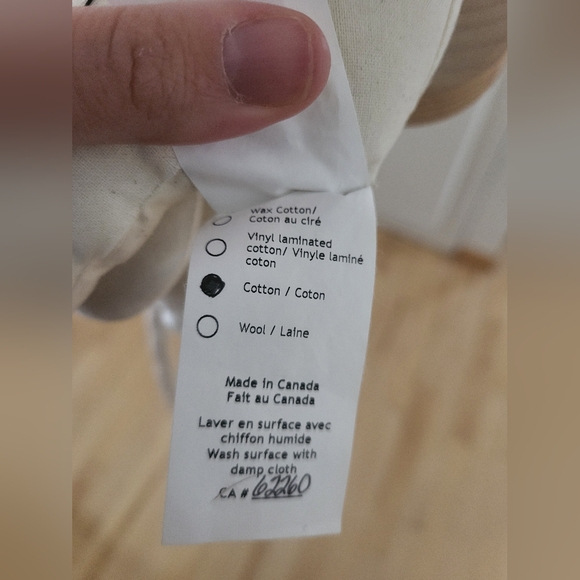 Wax Cotton/
Coton au ciré
Vinyl laminated
cotton/ Vinyle laminé
coton
Cotton / Coton
Wool / Laine
Made in Canada
Fait au Canada
Laver en surface avec
chiffon humide
Wash surface with
damp cloth
CA # 62260